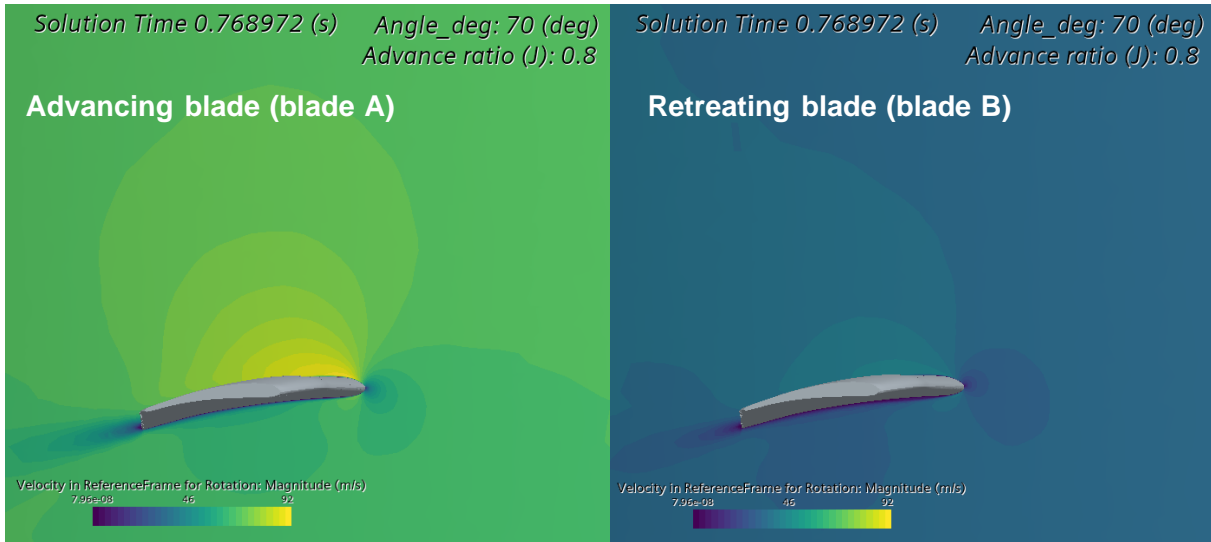 Solution Time 0.768972 (s)
Angle_deg: 70 (deg)
Advance ratio (J): 0.8
Advancing blade (blade A)
Velocity in ReferenceFrame for Rotation: Magnitude (m/s)
7.96e-08 46 92
Solution Time 0.768972 (s)
Angle_deg: 70 (deg)
Advance ratio (J): 0.8
Retreating blade (blade B)
Velocity in ReferenceFrame for Rotation: Magnitude (m/s)
7.96e-08 46 92